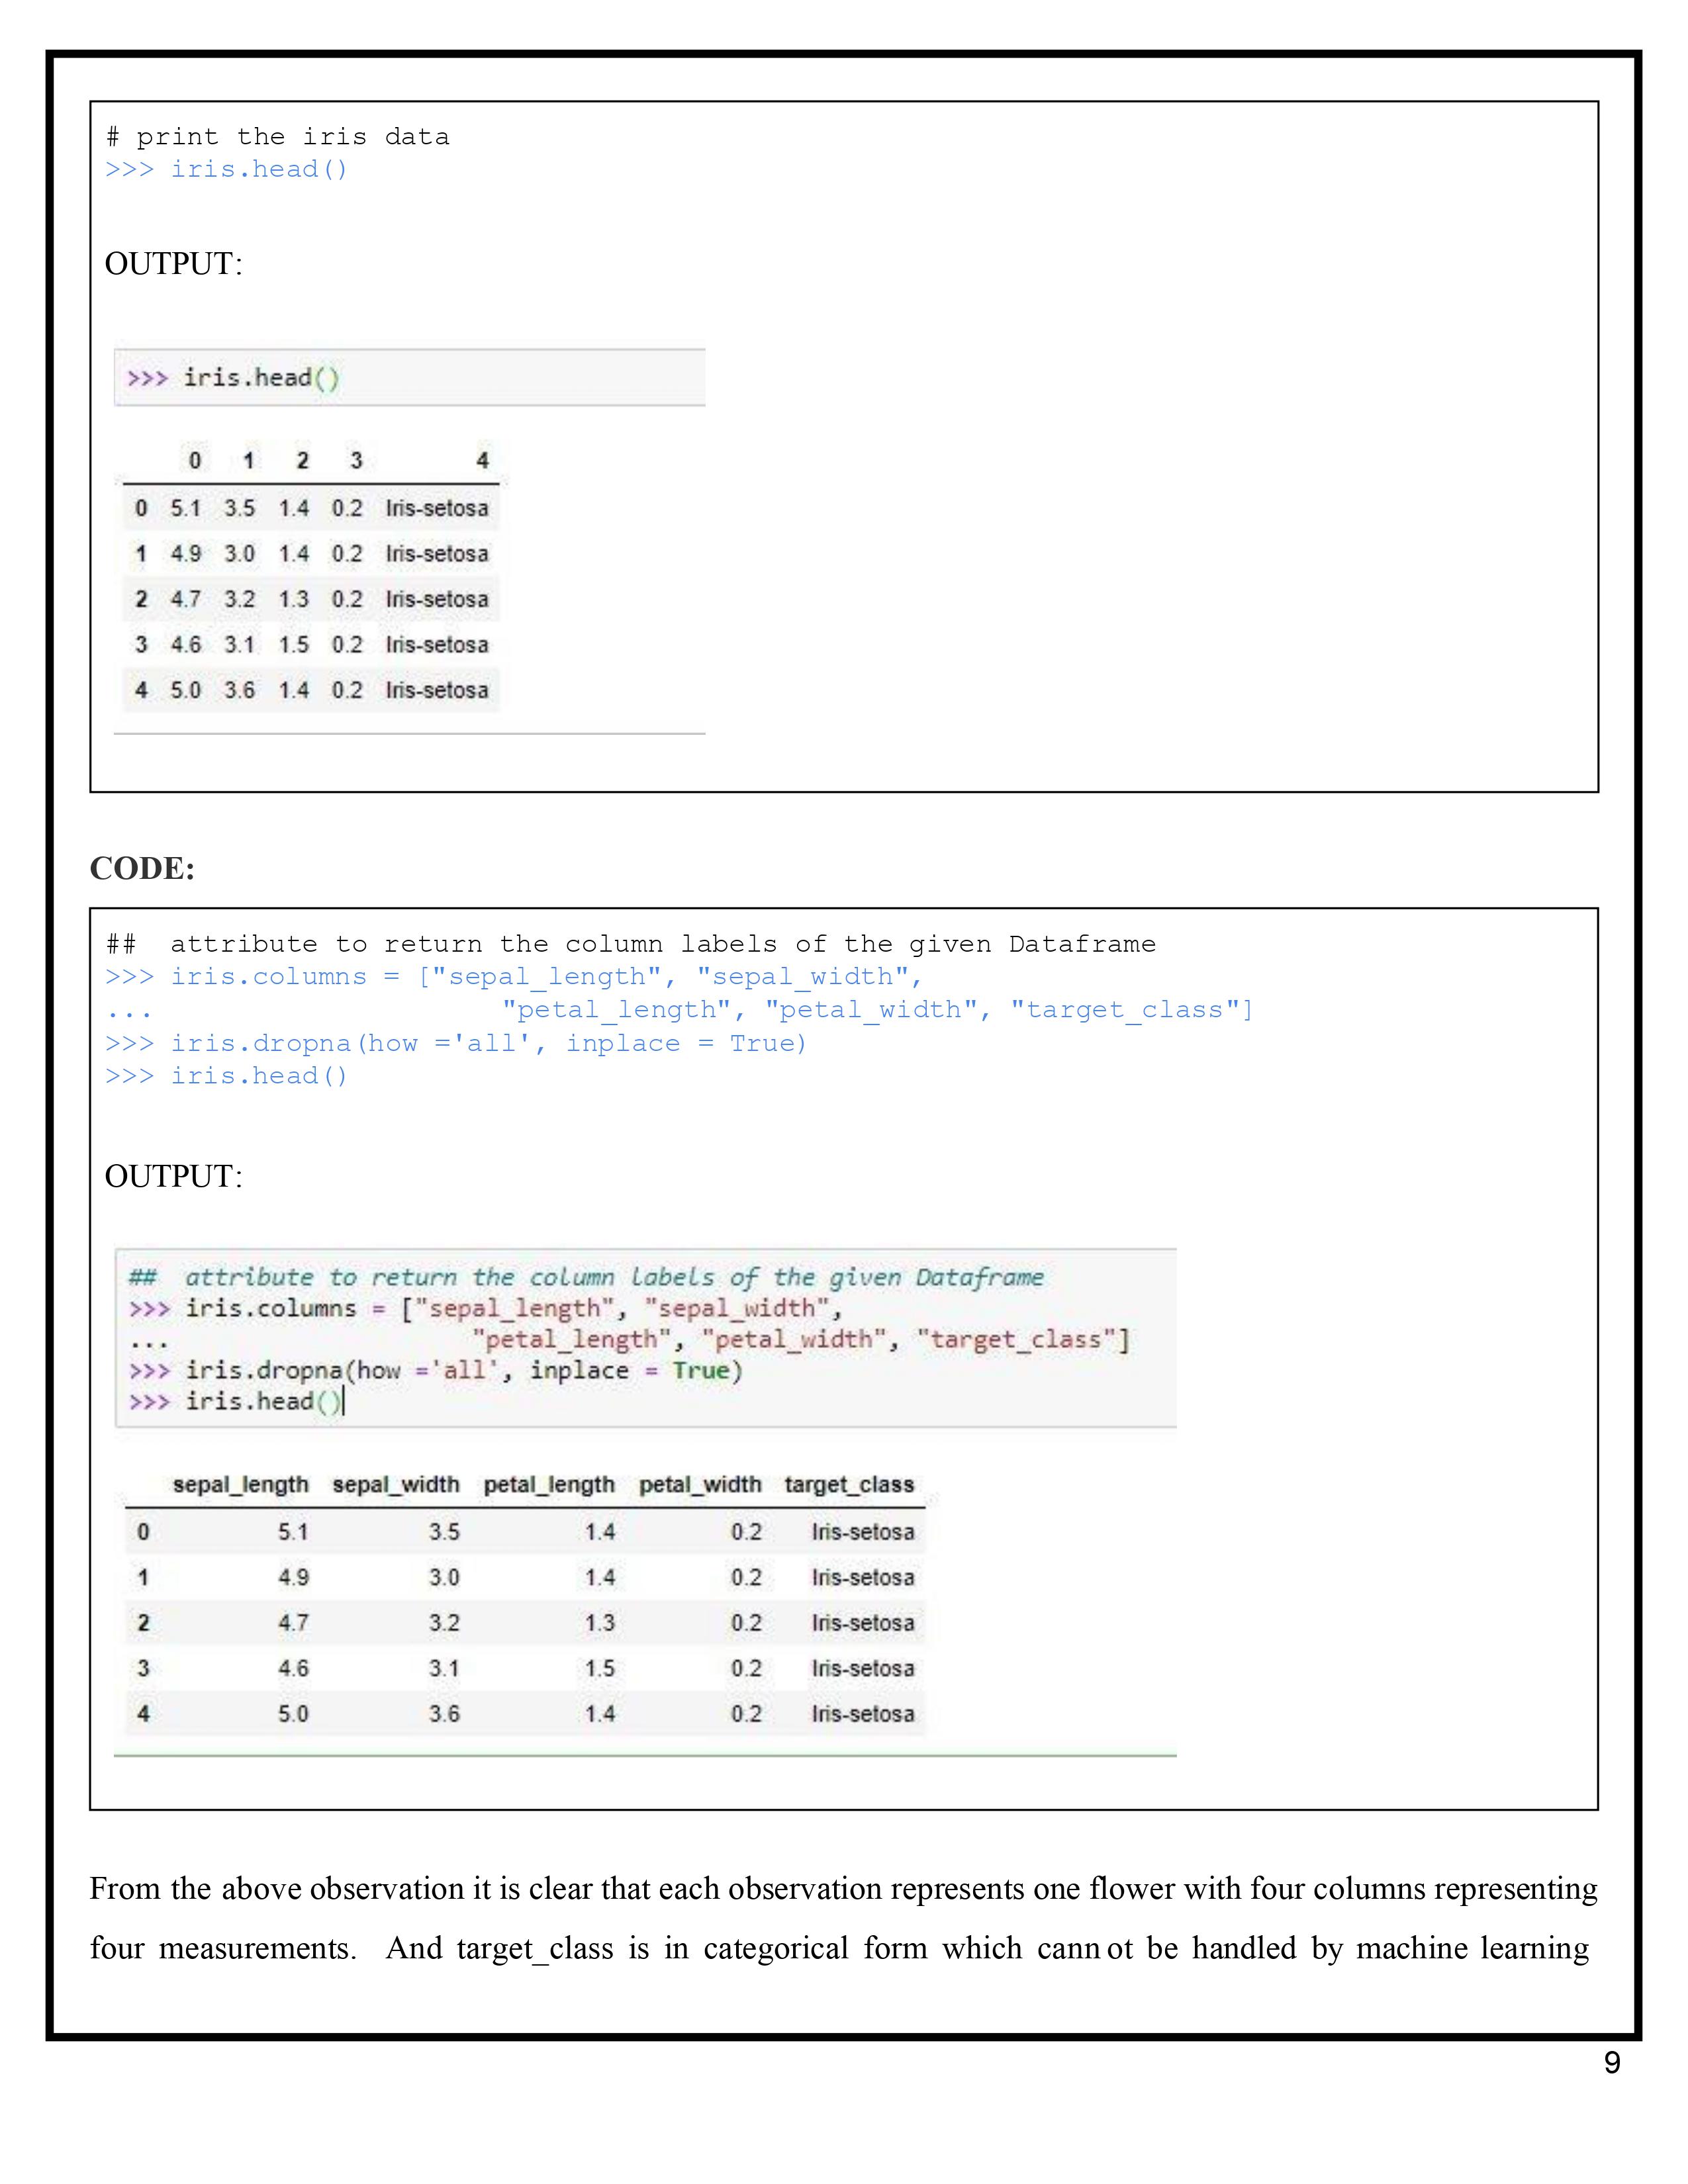 # print the iris data
>>> iris.head()
OUTPUT:
>>> iris.head()
0 1 2 3 4
0 5.1 3.5 1.4 0.2 Iris-setosa
1 4.9 3.0 1.4 0.2 Iris-setosa
2 4.7 3.2 1.3 0.2 Iris-setosa
3 4.6 3.1 1.5 0.2 Iris-setosa
4 5.0 3.6 1.4 0.2 Iris-setosa
CODE:
##  attribute to return the column labels of the given Dataframe
>>> iris.columns = ["sepal_length", "sepal_width",
...                     "petal_length", "petal_width", "target_class"]
>>> iris.dropna(how ='all', inplace = True)
>>> iris.head()
OUTPUT:
##  attribute to return the column labels of the given Dataframe
>>> iris.columns = ["sepal_length", "sepal_width",
...                     "petal_length", "petal_width", "target_class"]
>>> iris.dropna(how ='all', inplace = True)
>>> iris.head()
sepal_length sepal_width petal_length petal_width target_class
0 5.1 3.5 1.4 0.2 Iris-setosa
1 4.9 3.0 1.4 0.2 Iris-setosa
2 4.7 3.2 1.3 0.2 Iris-setosa
3 4.6 3.1 1.5 0.2 Iris-setosa
4 5.0 3.6 1.4 0.2 Iris-setosa
From the above observation it is clear that each observation represents one flower with four columns representing
four measurements.  And target_class is in categorical form which cann ot be handled by machine learning
9